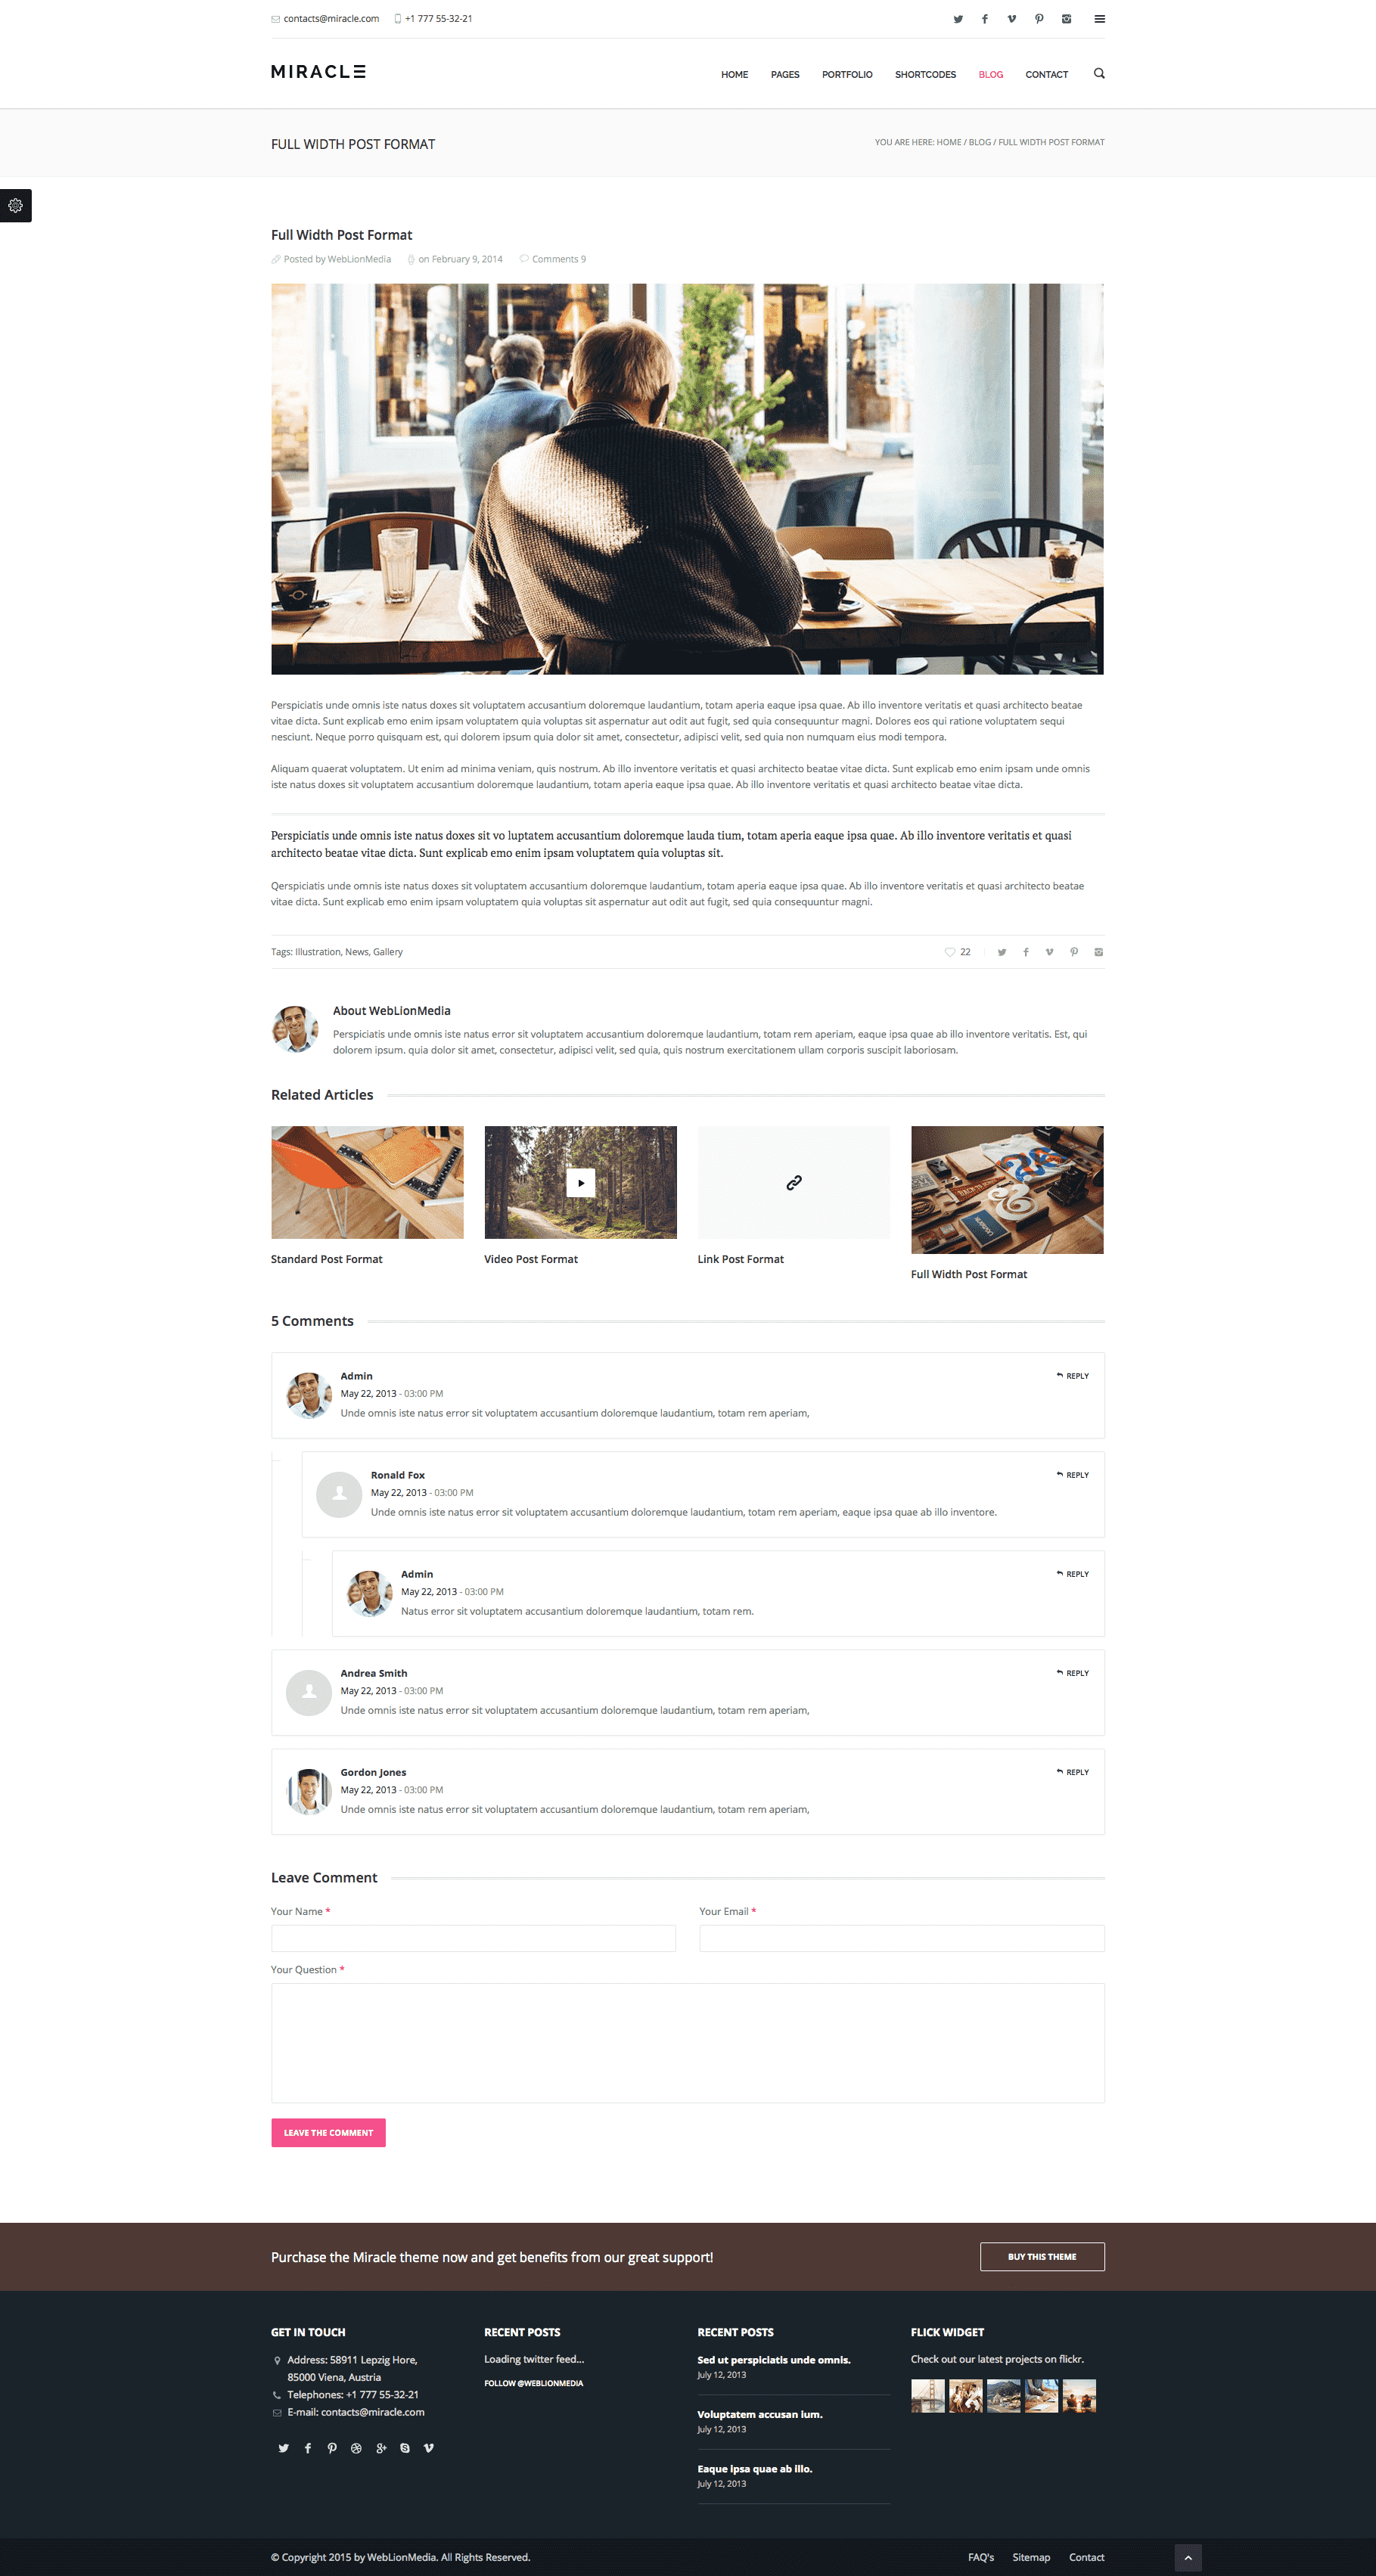 contacts@miracle.com +1 777 55-32-21
MIRACLE
HOME PAGES PORTFOLIO SHORTCODES BLOG CONTACT
FULL WIDTH POST FORMAT
YOU ARE HERE: HOME / BLOG / FULL WIDTH POST FORMAT
Full Width Post Format
Posted by WebLionMedia on February 9, 2014 Comments 9
Perspiciatis unde omnis iste natus doxes sit voluptatem accusantium doloremque laudantium, totam aperia eaque ipsa quae. Ab illo inventore veritatis et quasi architecto beatae
vitae dicta. Sunt explicab emo enim ipsam voluptatem quia voluptas sit aspernatur aut odit aut fugit, sed quia consequuntur magni. Dolores eos qui ratione voluptatem sequi
nesciunt. Neque porro quisquam est, qui dolorem ipsum quia dolor sit amet, consectetur, adipisci velit, sed quia non numquam eius modi tempora.
Aliquam quaerat voluptatem. Ut enim ad minima veniam, quis nostrum. Ab illo inventore veritatis et quasi architecto beatae vitae dicta. Sunt explicab emo enim ipsam unde omnis
iste natus doxes sit voluptatem accusantium doloremque laudantium, totam aperia eaque ipsa quae. Ab illo inventore veritatis et quasi architecto beatae vitae dicta.
Perspiciatis unde omnis iste natus doxes sit vo luptatem accusantium doloremque lauda tium, totam aperia eaque ipsa quae. Ab illo inventore veritatis et quasi
architecto beatae vitae dicta. Sunt explicab emo enim ipsam voluptatem quia voluptas sit.
Qerspiciatis unde omnis iste natus doxes sit voluptatem accusantium doloremque laudantium, totam aperia eaque ipsa quae. Ab illo inventore veritatis et quasi architecto beatae
vitae dicta. Sunt explicab emo enim ipsam voluptatem quia voluptas sit aspernatur aut odit aut fugit, sed quia consequuntur magni.
Tags: Illustration, News, Gallery
22
About WebLionMedia
Perspiciatis unde omnis iste natus error sit voluptatem accusantium doloremque laudantium, totam rem aperiam, eaque ipsa quae ab illo inventore veritatis. Est, qui
dolorem ipsum. quia dolor sit amet, consectetur, adipisci velit, sed quia, quis nostrum exercitationem ullam corporis suscipit laboriosam.
Related Articles
Standard Post Format
Video Post Format
Link Post Format
Full Width Post Format
5 Comments
Admin
REPLY
May 22, 2013 - 03:00 PM
Unde omnis iste natus error sit voluptatem accusantium doloremque laudantium, totam rem aperiam,
Ronald Fox
REPLY
May 22, 2013 - 03:00 PM
Unde omnis iste natus error sit voluptatem accusantium doloremque laudantium, totam rem aperiam, eaque ipsa quae ab illo inventore.
Admin
REPLY
May 22, 2013 - 03:00 PM
Natus error sit voluptatem accusantium doloremque laudantium, totam rem.
Andrea Smith
REPLY
May 22, 2013 - 03:00 PM
Unde omnis iste natus error sit voluptatem accusantium doloremque laudantium, totam rem aperiam,
Gordon Jones
REPLY
May 22, 2013 - 03:00 PM
Unde omnis iste natus error sit voluptatem accusantium doloremque laudantium, totam rem aperiam,
Leave Comment
Your Name *
Your Email *
Your Question *
LEAVE THE COMMENT
Purchase the Miracle theme now and get benefits from our great support!
BUY THIS THEME
GET IN TOUCH
Address: 58911 Lepzig Hore,
85000 Viena, Austria
Telephones: +1 777 55-32-21
E-mail: contacts@miracle.com
RECENT POSTS
Loading twitter feed...
FOLLOW @WEBLIONMEDIA
RECENT POSTS
Sed ut perspiciatis unde omnis.
July 12, 2013
Voluptatem accusan ium.
July 12, 2013
Eaque ipsa quae ab illo.
July 12, 2013
FLICK WIDGET
Check out our latest projects on flickr.
© Copyright 2015 by WebLionMedia. All Rights Reserved.
FAQ's Sitemap Contact